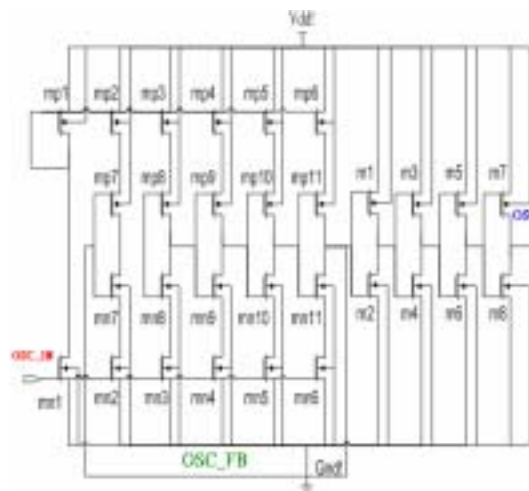 Vdd!
mp1 mp2 mp3 mp4 mp5 mp6
mp7 mp8 mp9 mp10 mp11 m1 m3 m5 m7
OS
mn7 mn8 mn9 mn10 mn11 m2 m4 m6 m8
OSC_IN
mn1 mn2 mn3 mn4 mn5 mn6
OSC_FB
Gnd!